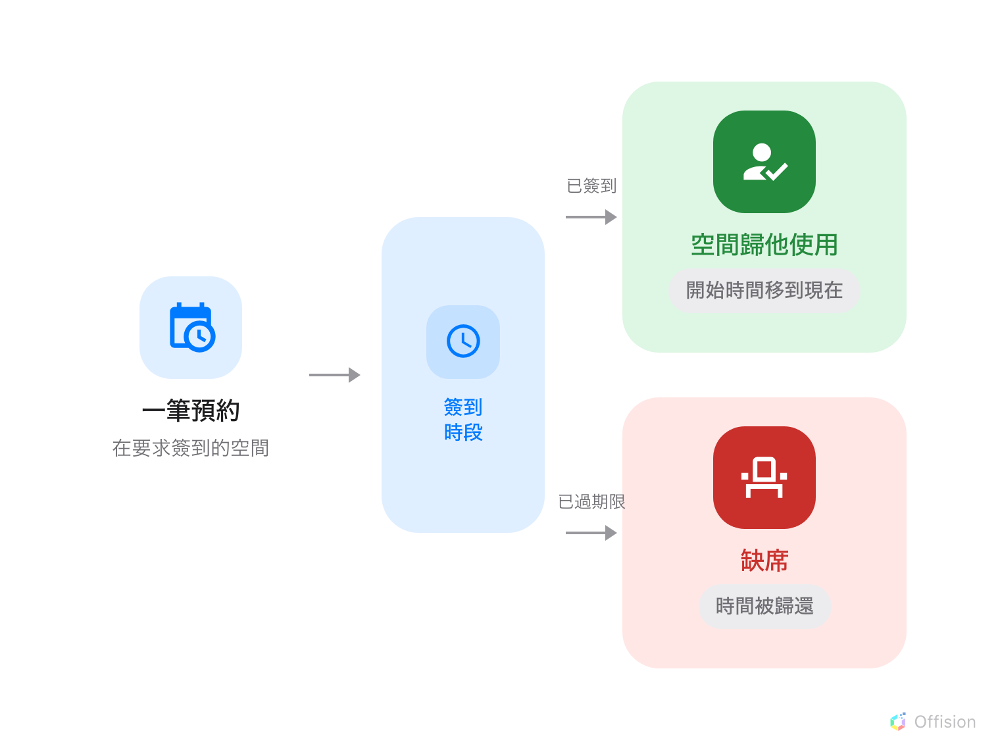 一筆預約
在要求簽到的空間
簽到
時段
已簽到
空間歸他使用
開始時間移到現在
已過期限
缺席
時間被歸還
Offision